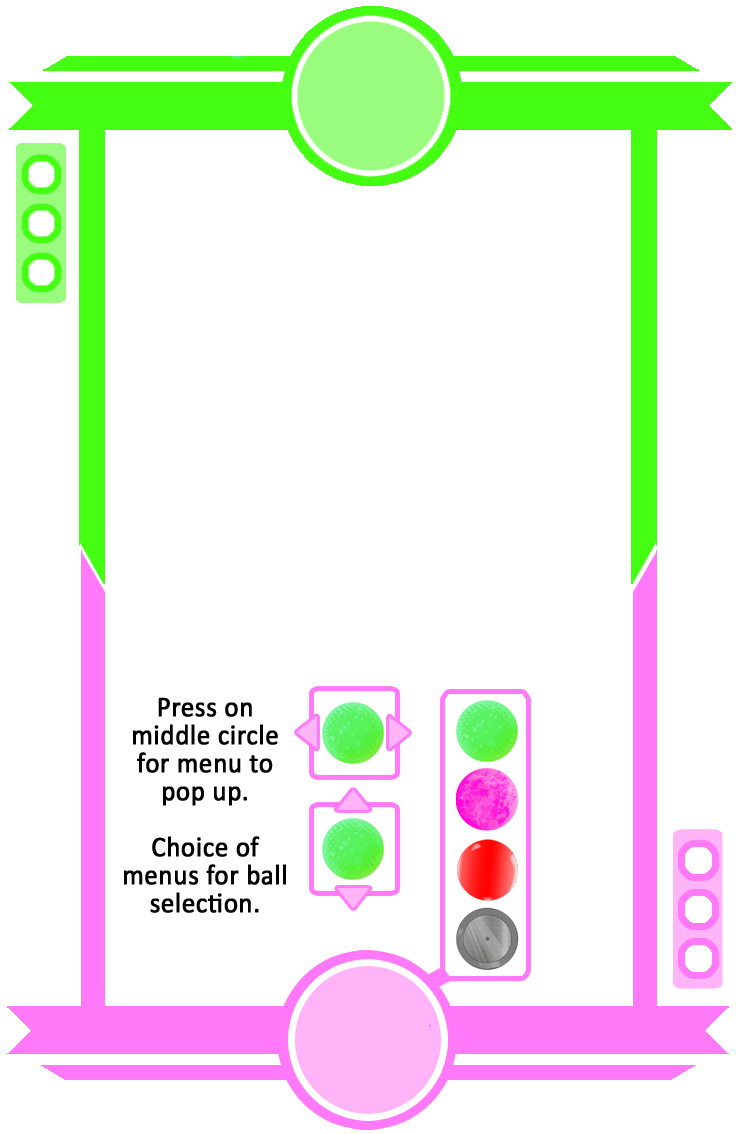 Press on
middle circle
for menu to
pop up.
Choice of
menus for ball
selection.